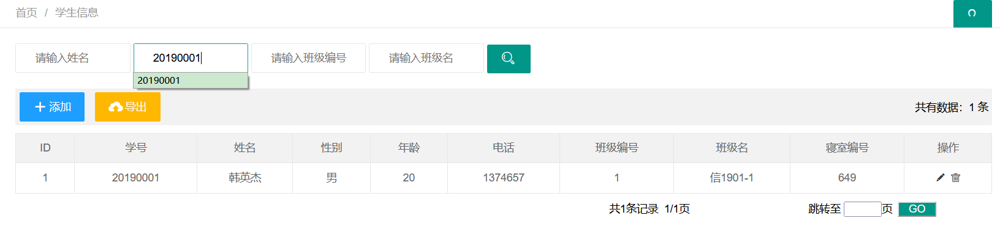 首页 / 学生信息
请输入姓名 20190001 请输入班级编号 请输入班级名
20190001
添加 导出 共有数据：1 条
ID 学号 姓名 性别 年龄 电话 班级编号 班级名 寝室编号 操作
1 20190001 韩英杰 男 20 1374657 1 信1901-1 649
共1条记录 1/1页 跳转至 页 GO